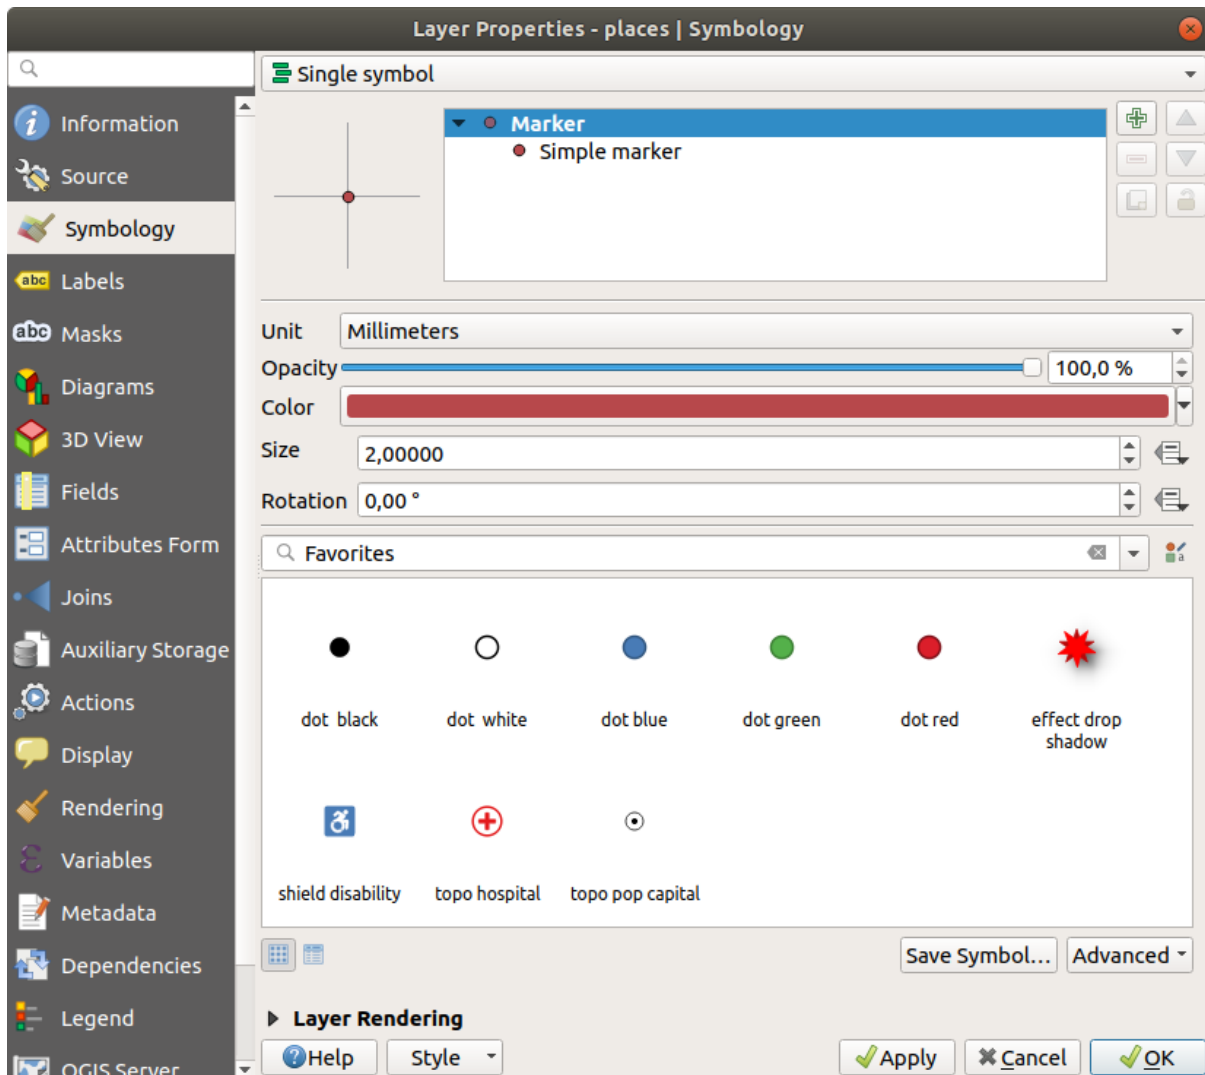 Layer Properties - places | Symbology
Single symbol
Information
Source
Symbology
Labels
Masks
Diagrams
3D View
Fields
Attributes Form
Joins
Auxiliary Storage
Actions
Display
Rendering
Variables
Metadata
Dependencies
Legend
QGIS Server
Marker
Simple marker
Unit Millimeters
Opacity 100,0 %
Color
Size 2,00000
Rotation 0,00 °
Favorites
dot black dot white dot blue dot green dot red effect drop
shadow
shield disability topo hospital topo pop capital
Save Symbol... Advanced
Layer Rendering
Help Style Apply Cancel OK